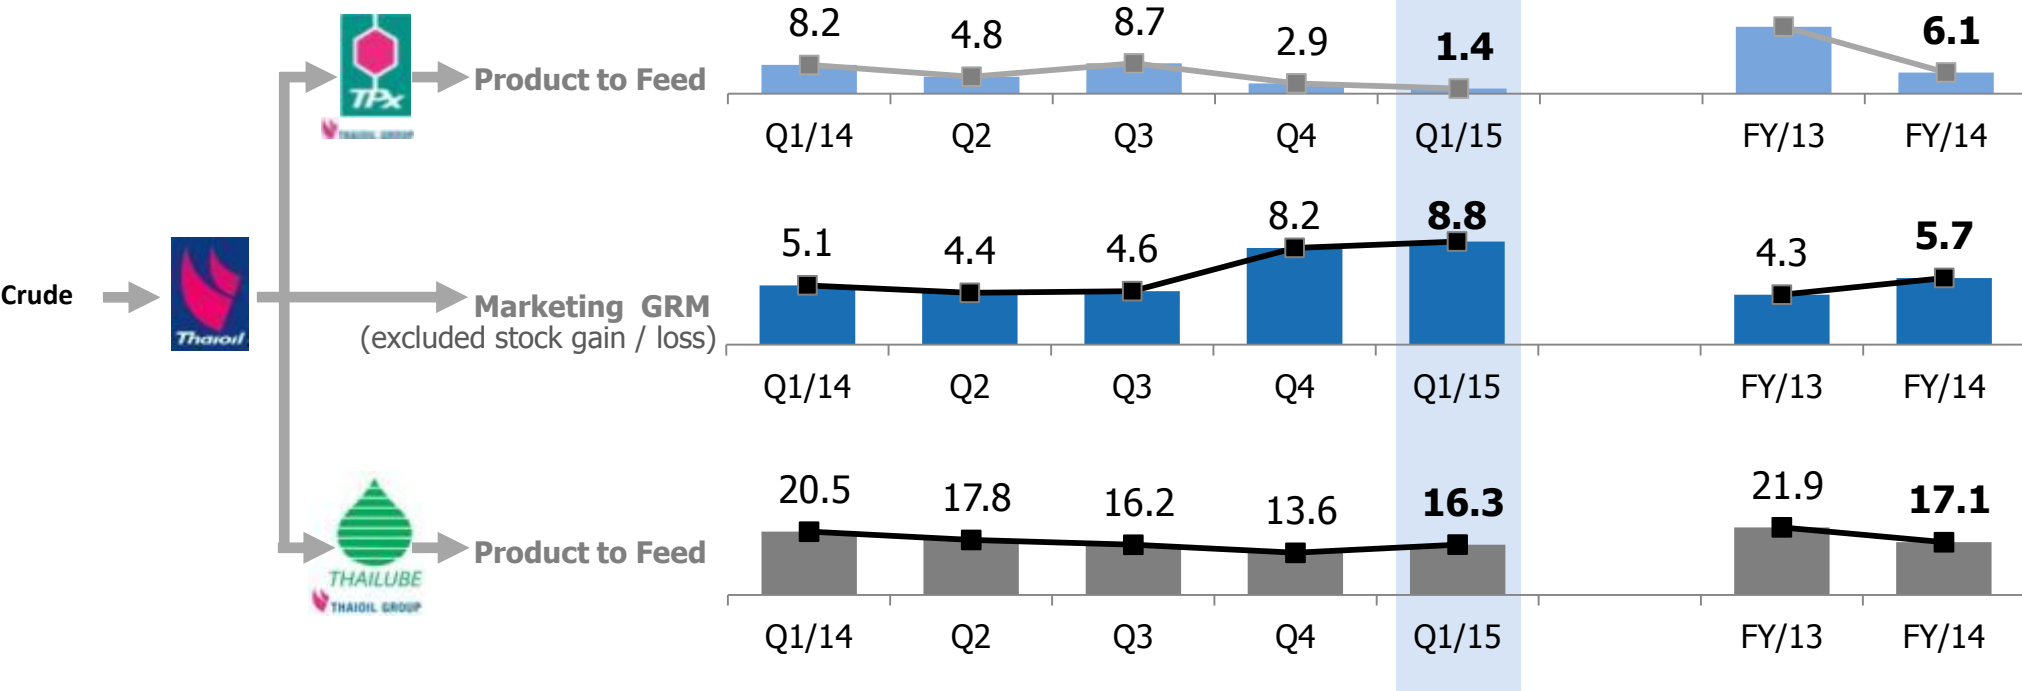 8.2 4.8 8.7 2.9 1.4 6.1
Product to Feed
TPx
THAIOIL GROUP
Q1/14 Q2 Q3 Q4 Q1/15 FY/13 FY/14
5.1 4.4 4.6 8.2 8.8 4.3 5.7
Crude
Thaioil
Marketing GRM
(excluded stock gain / loss)
Q1/14 Q2 Q3 Q4 Q1/15 FY/13 FY/14
20.5 17.8 16.2 13.6 16.3 21.9 17.1
Product to Feed
THAILUBE
THAIOIL GROUP
Q1/14 Q2 Q3 Q4 Q1/15 FY/13 FY/14